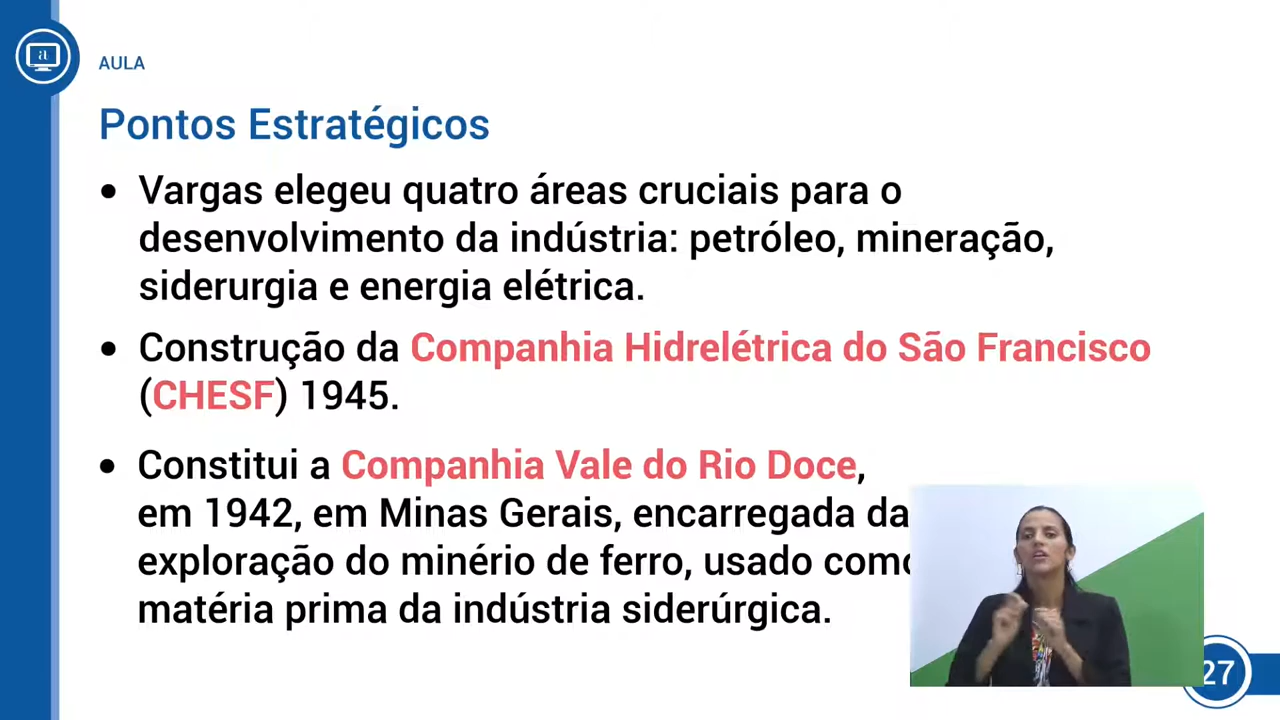 AULA
Pontos Estratégicos
• Vargas elegeu quatro áreas cruciais para o
desenvolvimento da indústria: petróleo, mineração,
siderurgia e energia elétrica.
• Construção da Companhia Hidrelétrica do São Francisco
(CHESF) 1945.
• Constitui a Companhia Vale do Rio Doce,
em 1942, em Minas Gerais, encarregada da
exploração do minério de ferro, usado como
matéria prima da indústria siderúrgica.
27